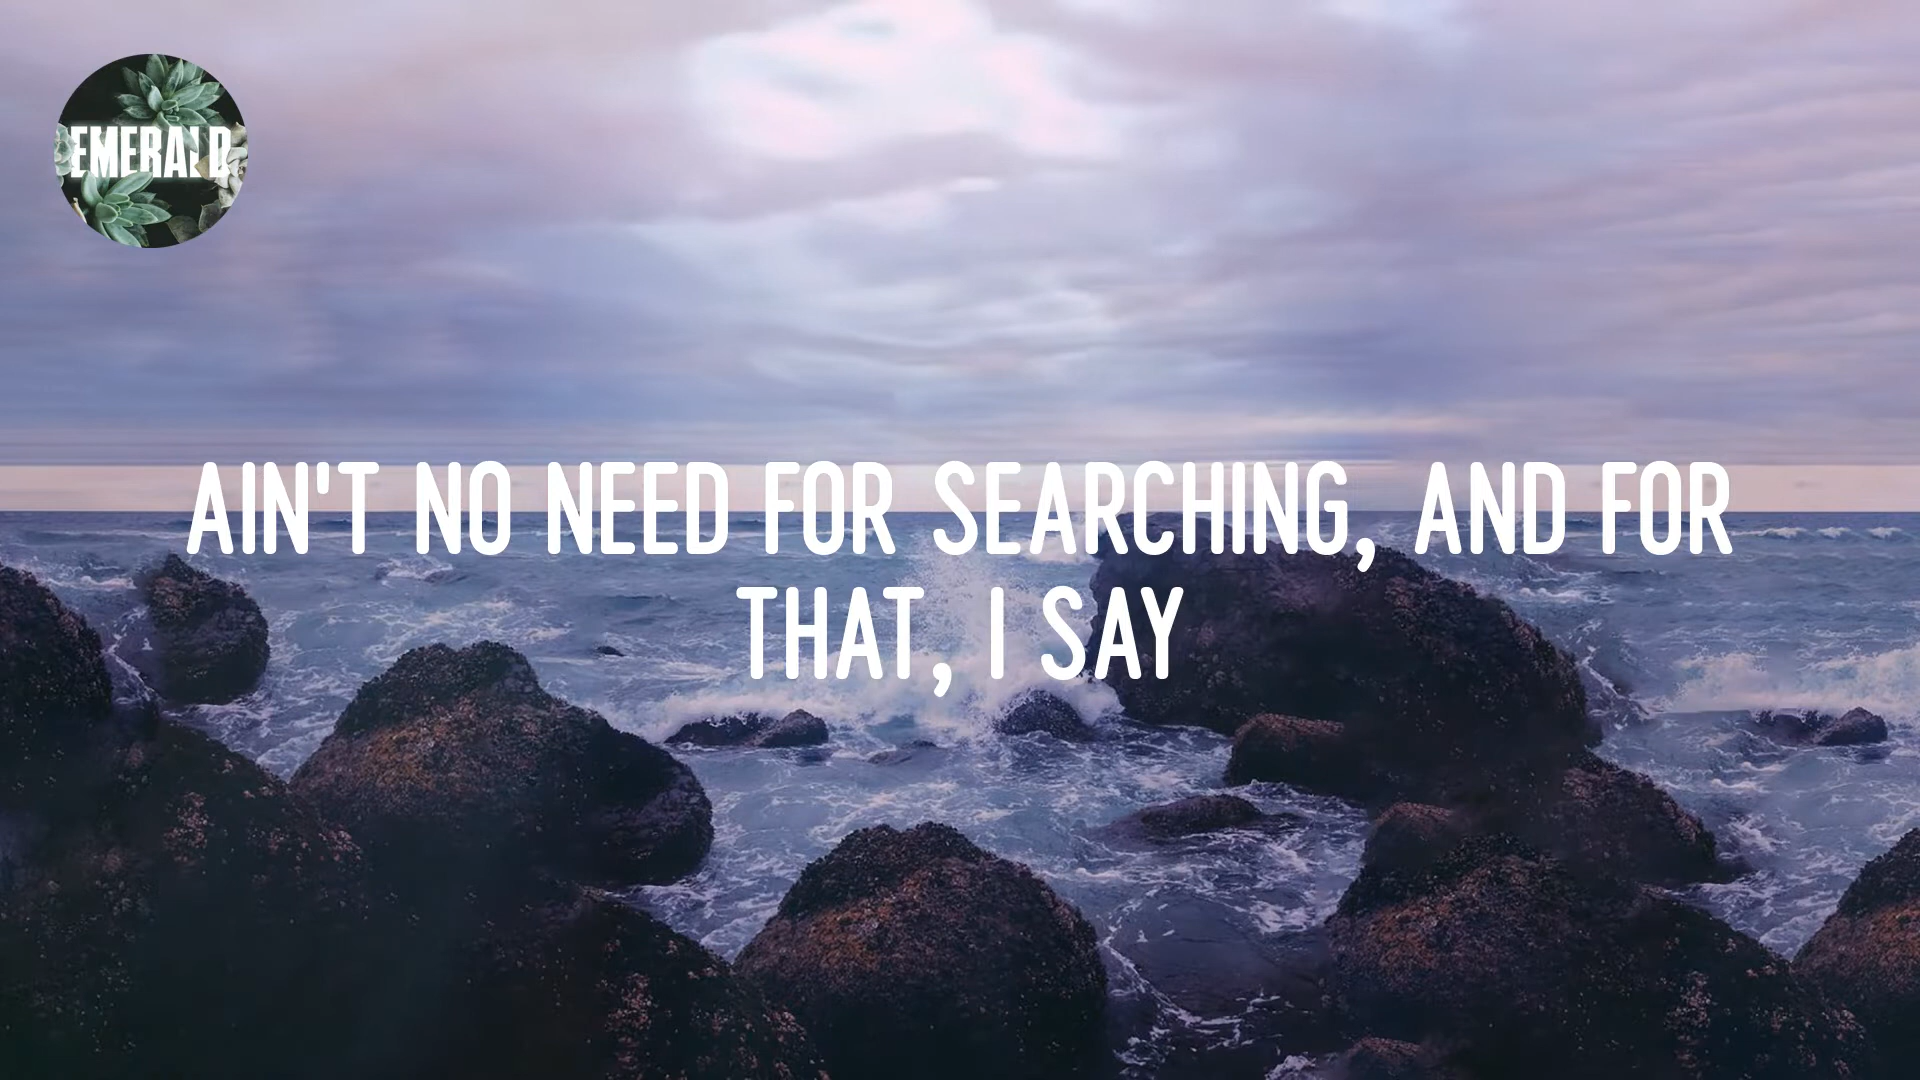 EMERALD
AIN'T NO NEED FOR SEARCHING, AND FOR
THAT, I SAY